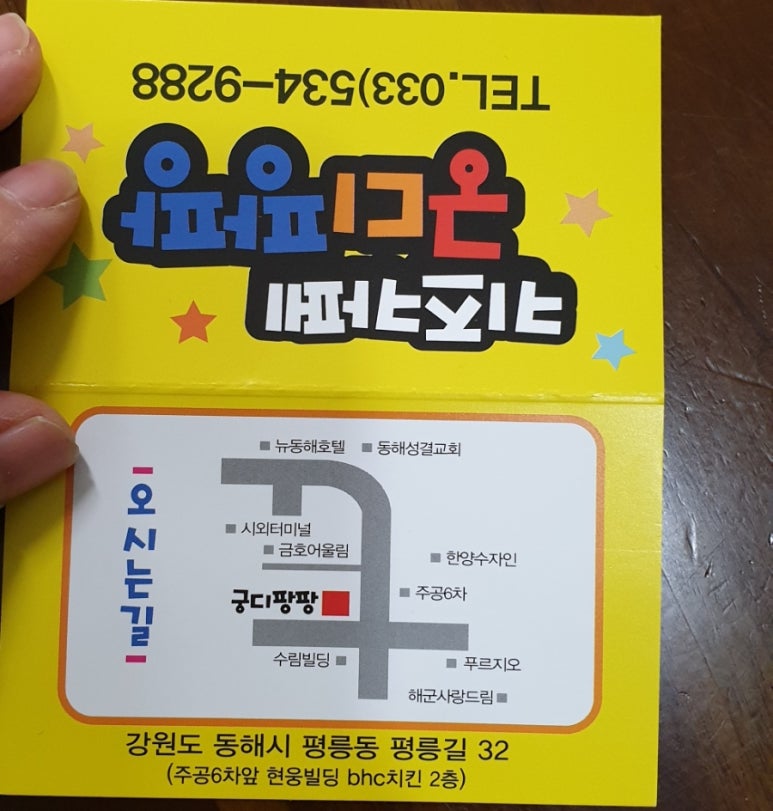 키즈카페
궁디팡팡
TEL.033)534-9288
오시는길
뉴동해호텔
동해성결교회
시외터미널
금호어울림
한양수자인
궁디팡팡
주공6차
수림빌딩
푸르지오
해군사랑드림
강원도 동해시 평릉동 평릉길 32
(주공6차앞 현웅빌딩 bhc치킨 2층)